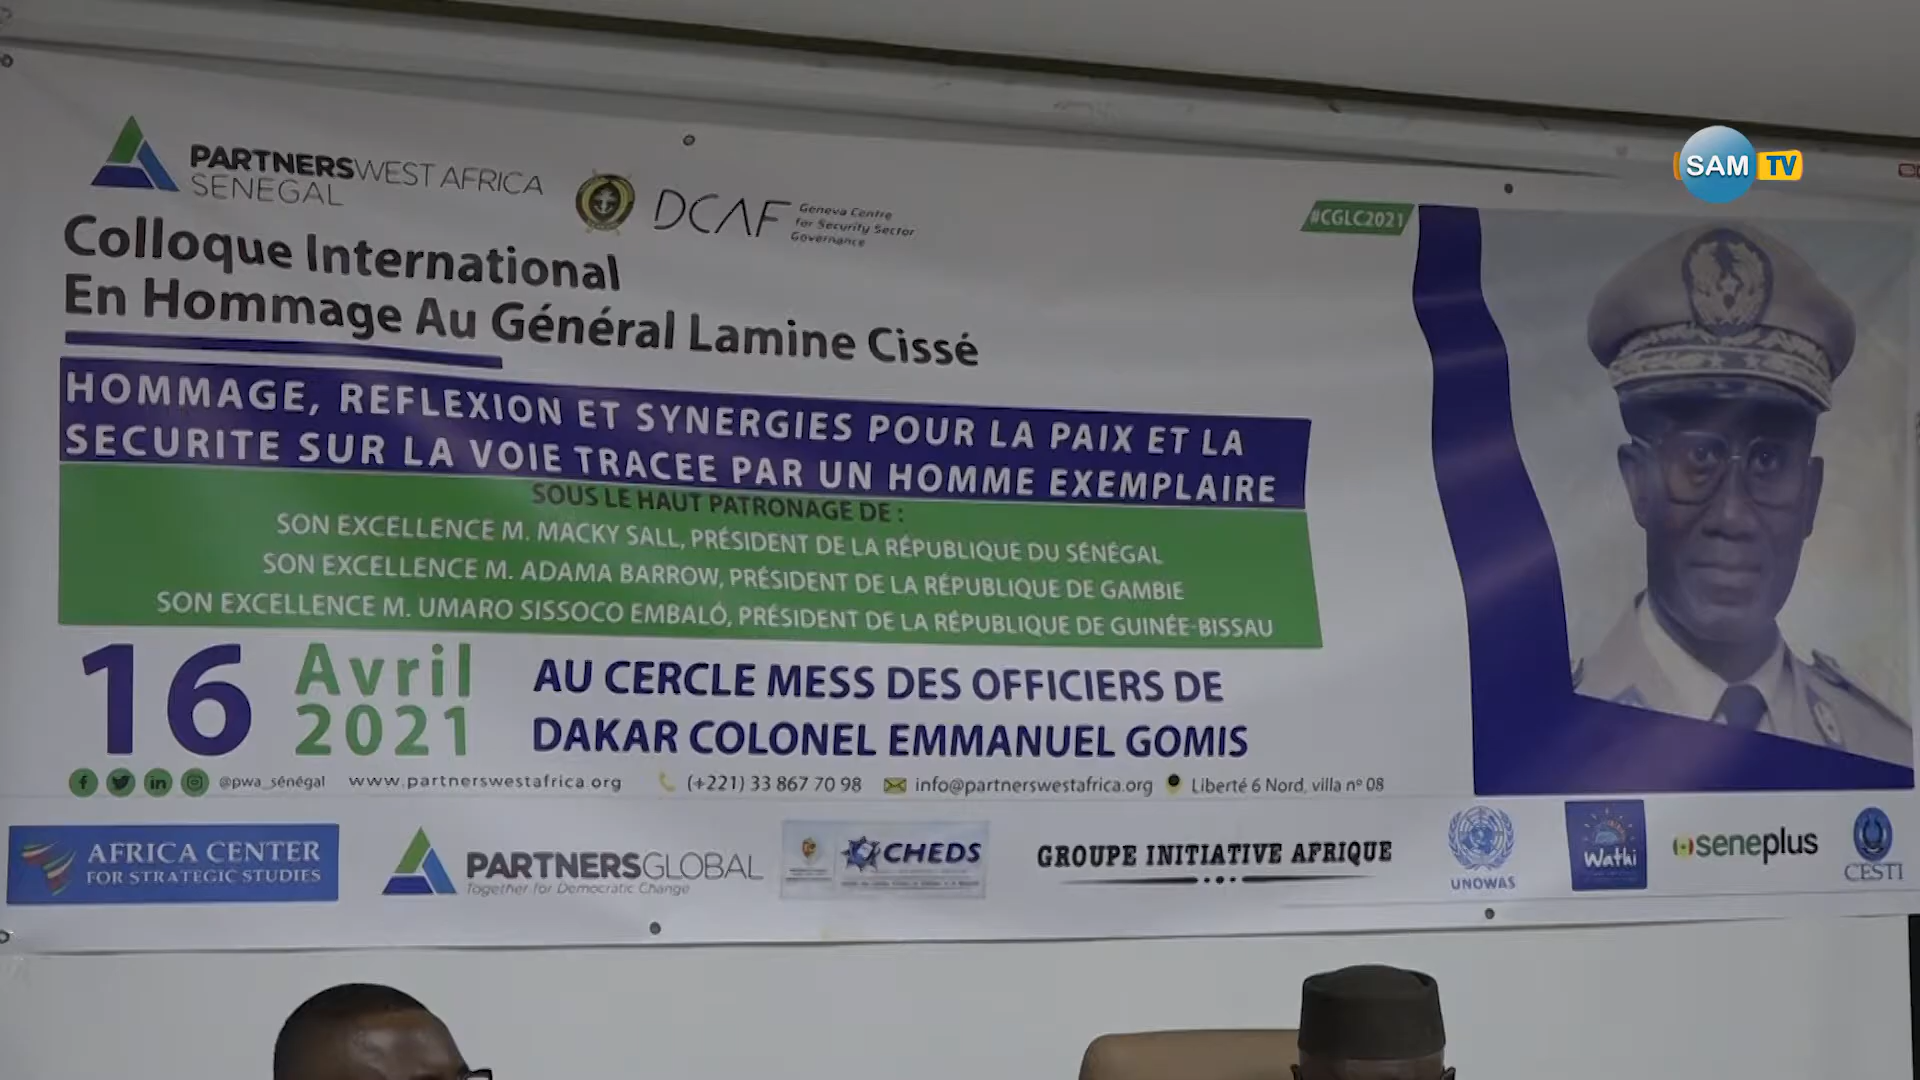 SAM TV
PARTNERSWEST AFRICA
SENEGAL
DCAF
Geneva Centre
for Security Sector
Governance
#CGLC2021
Colloque International
En Hommage Au Général Lamine Cissé
HOMMAGE, REFLEXION ET SYNERGIES POUR LA PAIX ET LA
SECURITE SUR LA VOIE TRACEE PAR UN HOMME EXEMPLAIRE
SOUS LE HAUT PATRONAGE DE :
SON EXCELLENCE M. MACKY SALL, PRÉSIDENT DE LA RÉPUBLIQUE DU SÉNÉGAL
SON EXCELLENCE M. ADAMA BARROW, PRÉSIDENT DE LA RÉPUBLIQUE DE GAMBIE
SON EXCELLENCE M. UMARO SISSOCO EMBALÓ, PRÉSIDENT DE LA RÉPUBLIQUE DE GUINÉE-BISSAU
16 Avril 2021
AU CERCLE MESS DES OFFICIERS DE
DAKAR COLONEL EMMANUEL GOMIS
@pwa_sénégal www.partnerswestafrica.org (+221) 33 867 70 98 info@partnerswestafrica.org Liberté 6 Nord, villa nº 08
AFRICA CENTER
FOR STRATEGIC STUDIES
PARTNERSGLOBAL
Together for Democratic Change
CHEDS
GROUPE INITIATIVE AFRIQUE
UNOWAS
Wathi
seneplus
CESTI